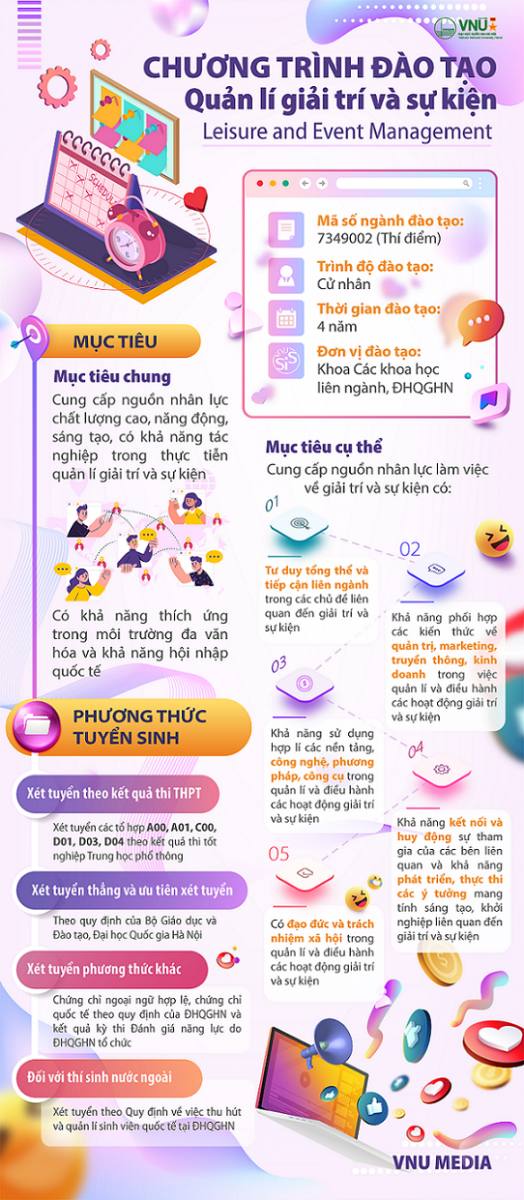 VNU
ĐẠI HỌC QUỐC GIA HÀ NỘI
CHƯƠNG TRÌNH ĐÀO TẠO
Quản lí giải trí và sự kiện
Leisure and Event Management
SCHEDULE
Mã số ngành đào tạo:
7349002 (Thí điểm)
Trình độ đào tạo:
Cử nhân
Thời gian đào tạo:
4 năm
SIS
Đơn vị đào tạo:
Khoa Các khoa học
liên ngành, ĐHQGHN
MỤC TIÊU
Mục tiêu chung
Cung cấp nguồn nhân lực
chất lượng cao, năng động,
sáng tạo, có khả năng tác
nghiệp trong thực tiễn
quản lí giải trí và sự kiện
Có khả năng thích ứng
trong môi trường đa văn
hóa và khả năng hội nhập
quốc tế
Mục tiêu cụ thể
Cung cấp nguồn nhân lực làm việc
về giải trí và sự kiện có:
01
Tư duy tổng thể và
tiếp cận liên ngành
trong các chủ đề liên
quan đến giải trí và
sự kiện
02
Khả năng phối hợp
các kiến thức về
quản trị, marketing,
truyền thông, kinh
doanh trong việc
quản lí và điều hành
các hoạt động giải trí
và sự kiện
03
Khả năng sử dụng
hợp lí các nền tảng,
công nghệ, phương
pháp, công cụ trong
quản lí và điều hành
các hoạt động giải trí
và sự kiện
04
Khả năng kết nối và
huy động sự tham
gia của các bên liên
quan và khả năng
phát triển, thực thi
các ý tưởng mang
tính sáng tạo, khởi
nghiệp liên quan đến
giải trí và sự kiện
05
Có đạo đức và trách
nhiệm xã hội trong
quản lí và điều hành
các hoạt động giải trí
và sự kiện
PHƯƠNG THỨC
TUYỂN SINH
Xét tuyển theo kết quả thi THPT
Xét tuyển các tổ hợp A00, A01, C00,
D01, D03, D04 theo kết quả thi tốt
nghiệp Trung học phổ thông
Xét tuyển thẳng và ưu tiên xét tuyển
Theo quy định của Bộ Giáo dục và
Đào tạo, Đại học Quốc gia Hà Nội
Xét tuyển phương thức khác
Chứng chỉ ngoại ngữ hợp lệ, chứng chỉ
quốc tế theo quy định của ĐHQGHN và
kết quả kỳ thi Đánh giá năng lực do
ĐHQGHN tổ chức
Đối với thí sinh nước ngoài
Xét tuyển theo Quy định về việc thu hút
và quản lí sinh viên quốc tế tại ĐHQGHN
VNU MEDIA